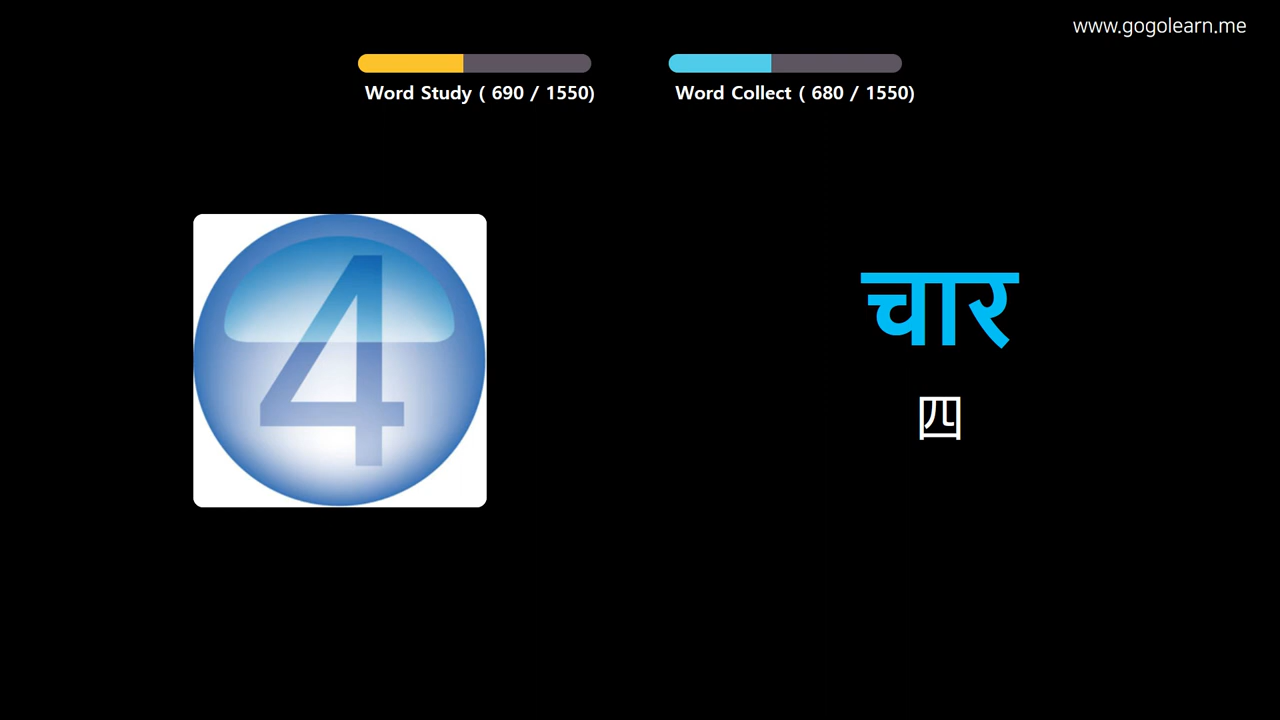 www.gogolearn.me
Word Study ( 690 / 1550)
Word Collect ( 680 / 1550)
4
चार
四